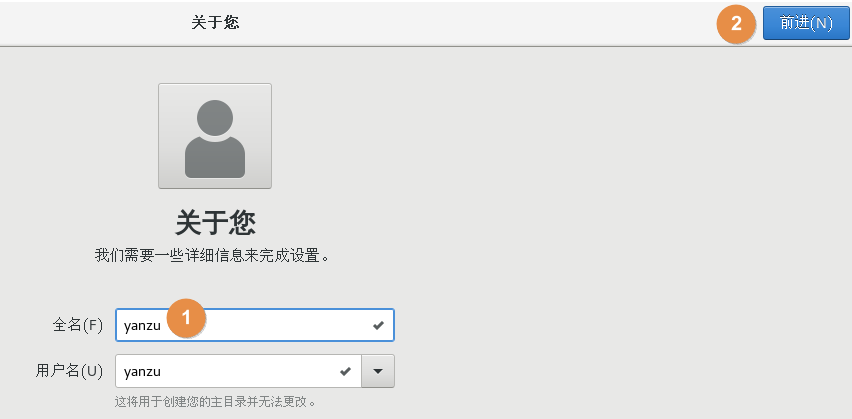 关于您
2
前进(N)
关于您
我们需要一些详细信息来完成设置。
全名(F)
yanzu
1
用户名(U)
yanzu
这将用于创建您的主目录并无法更改。